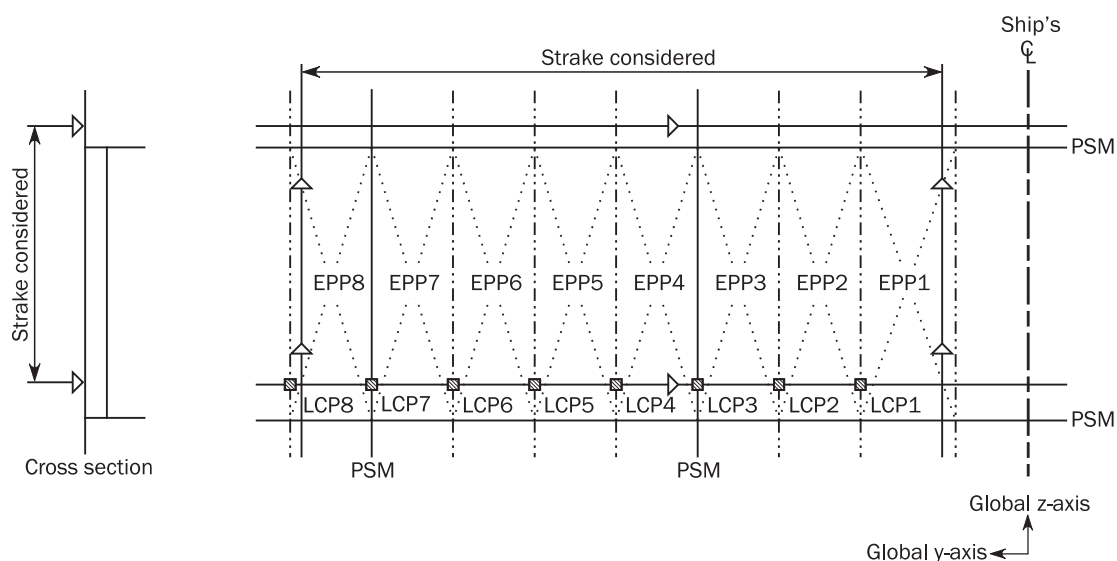 Ship's
℄
Strake considered
PSM
Strake considered
EPP8 EPP7 EPP6 EPP5 EPP4 EPP3 EPP2 EPP1
LCP8 LCP7 LCP6 LCP5 LCP4 LCP3 LCP2 LCP1
PSM
Cross section
PSM PSM
Global z-axis
Global y-axis